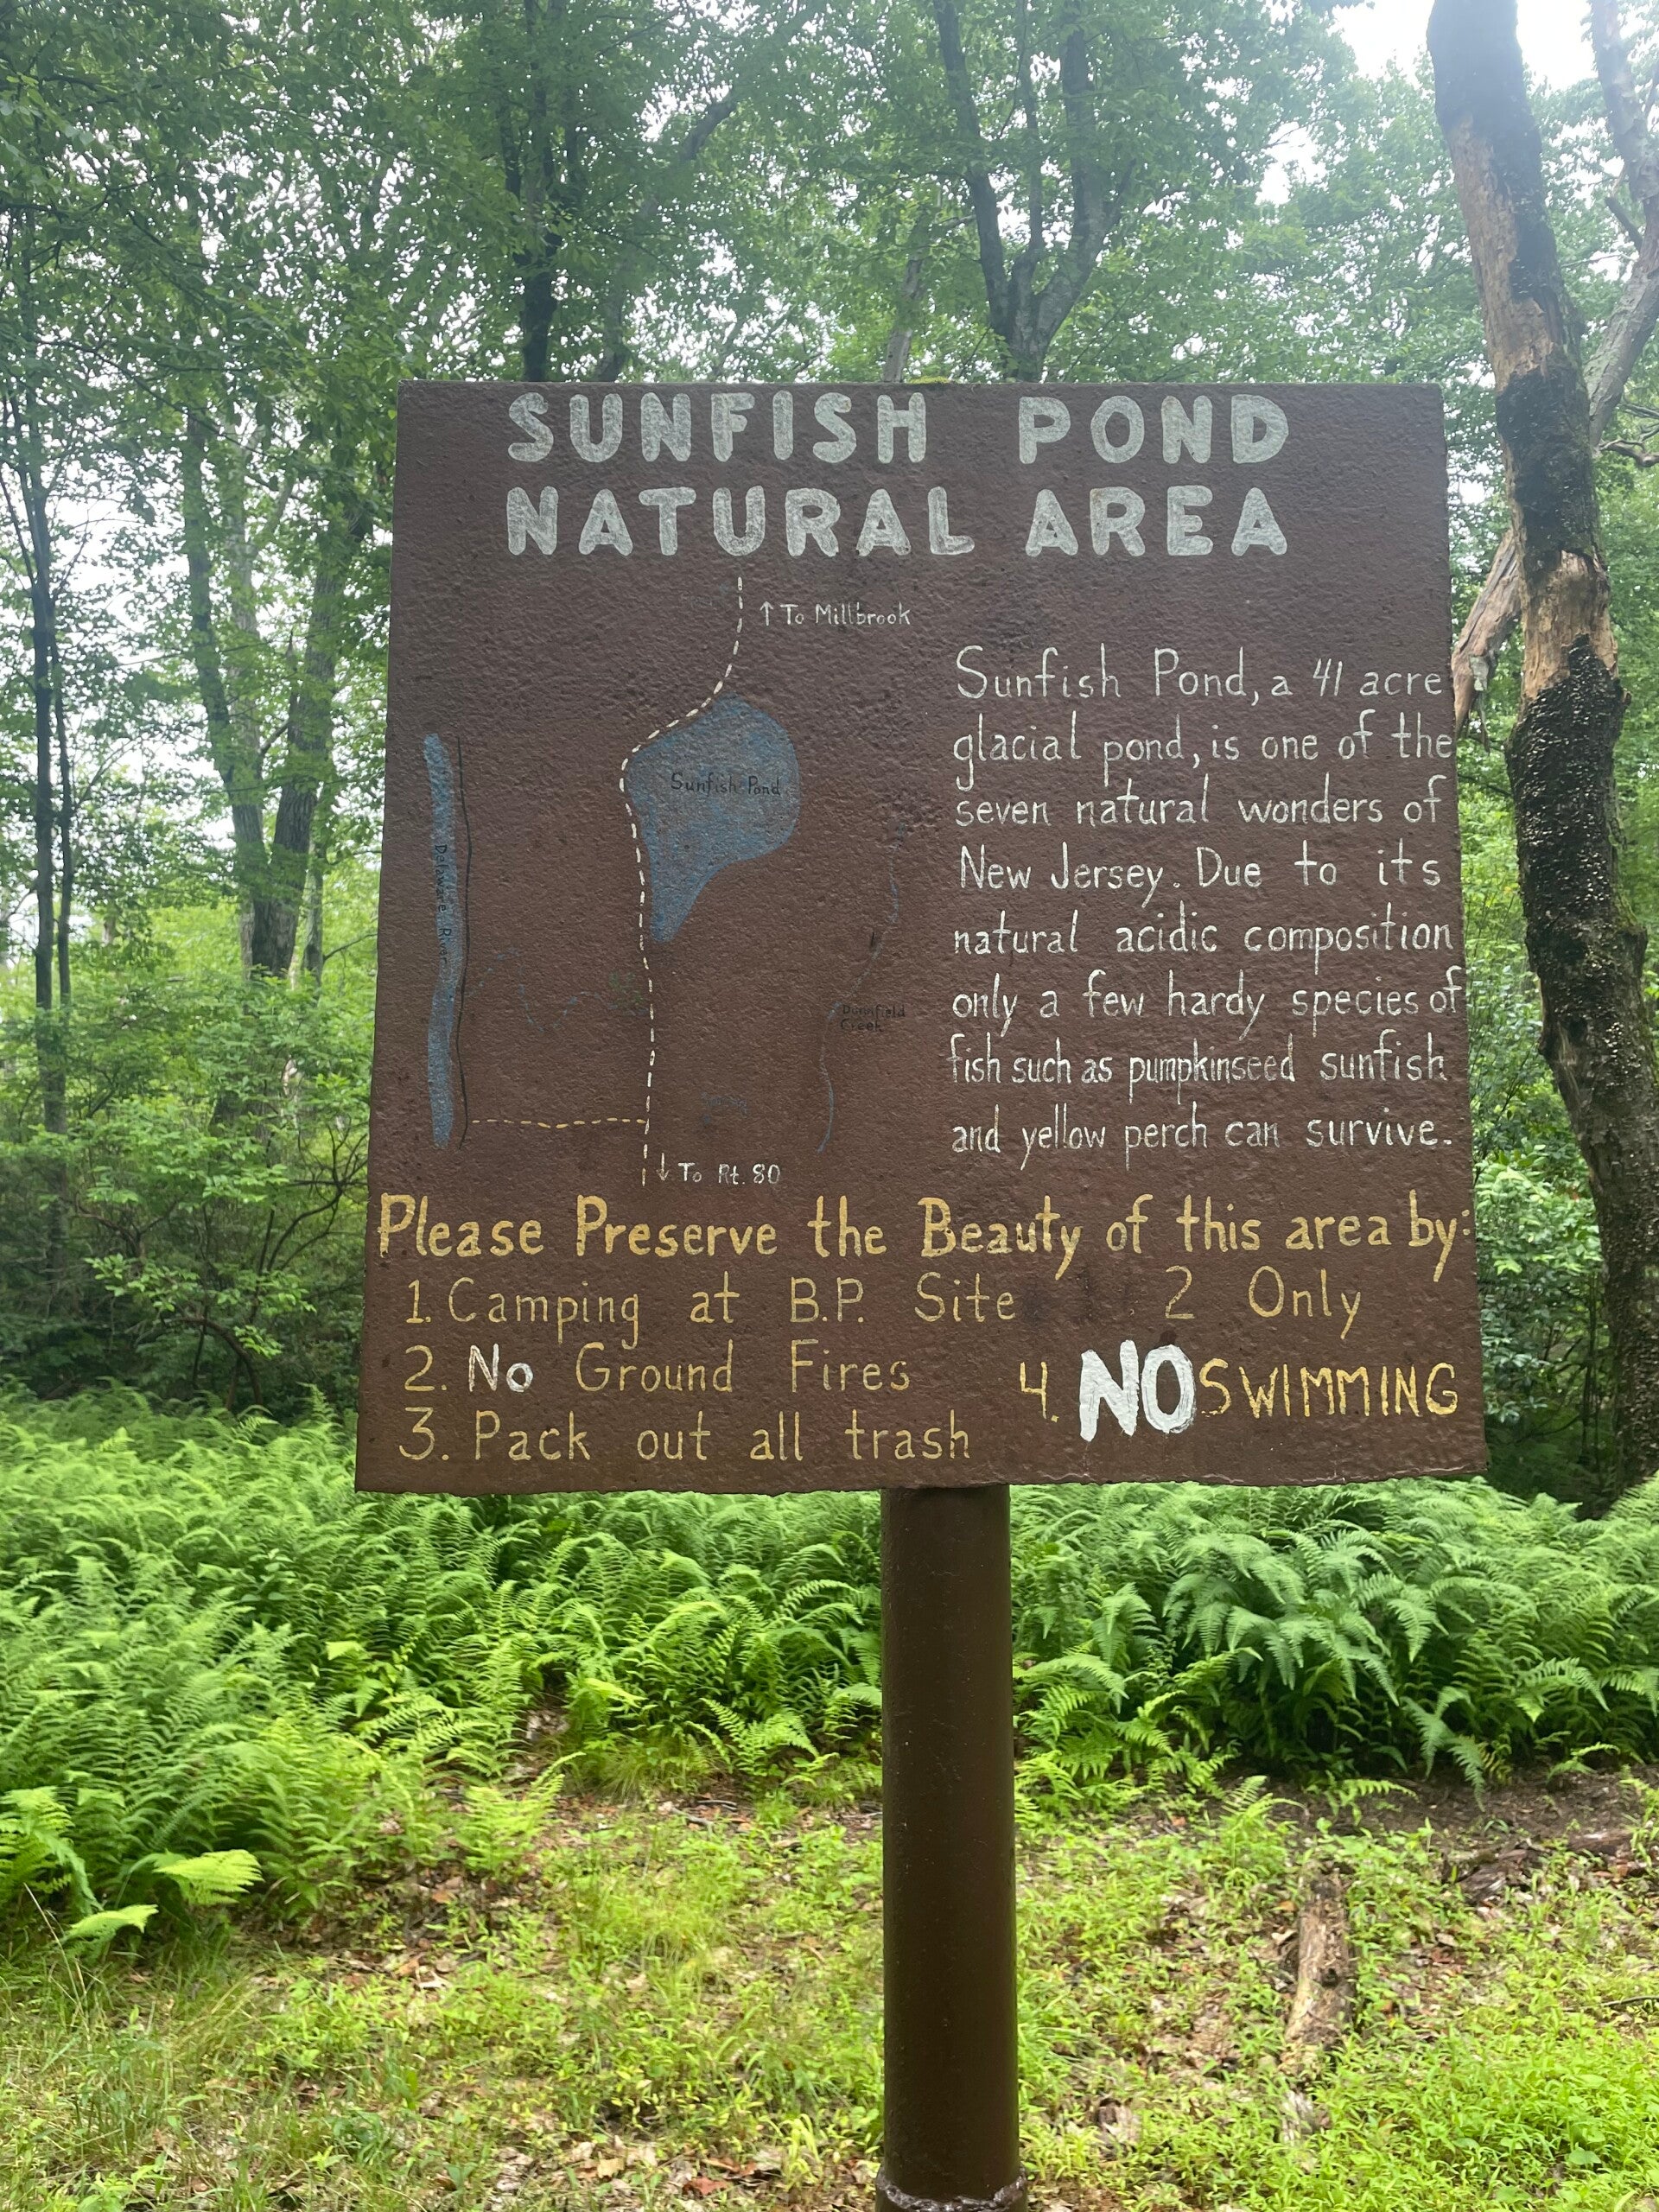 SUNFISH POND
NATURAL AREA
↑ To Millbrook
Sunfish Pond
Delaware River
Sunfish Pond, a 41 acre
glacial pond, is one of the
seven natural wonders of
New Jersey. Due to its
natural acidic composition
only a few hardy species of
fish such as pumpkinseed sunfish
and yellow perch can survive.
Creek
↓ To Rt. 80
Please Preserve the Beauty of this area by:
1. Camping at B.P. Site 2 Only
2. No Ground Fires
3. Pack out all trash
4. NO SWIMMING